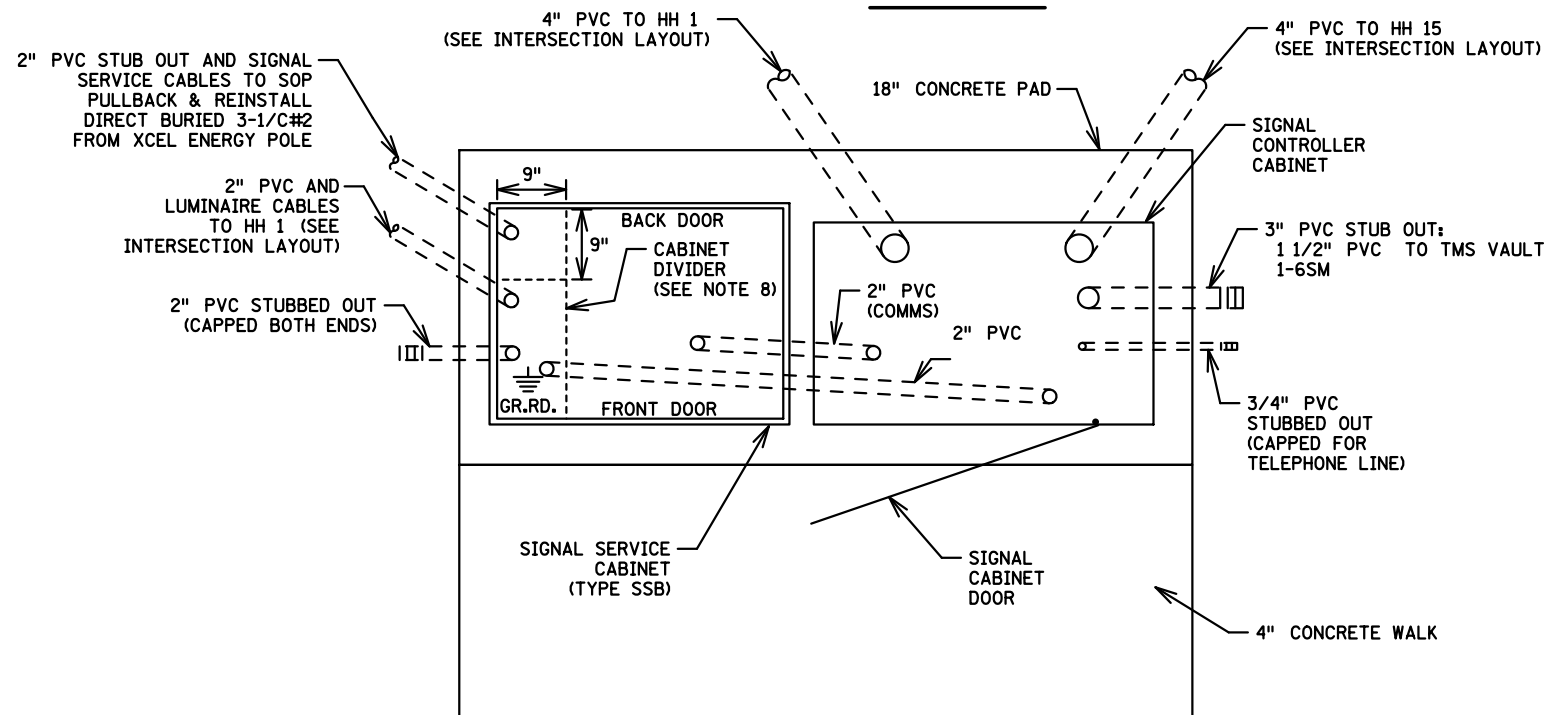 4" PVC TO HH 1
(SEE INTERSECTION LAYOUT)
4" PVC TO HH 15
(SEE INTERSECTION LAYOUT)
2" PVC STUB OUT AND SIGNAL
SERVICE CABLES TO SOP
PULLBACK & REINSTALL
DIRECT BURIED 3-1/C#2
FROM XCEL ENERGY POLE
18" CONCRETE PAD
SIGNAL
CONTROLLER
CABINET
2" PVC AND
LUMINAIRE CABLES
TO HH 1 (SEE
INTERSECTION LAYOUT)
9"
BACK DOOR
9"
CABINET
DIVIDER
(SEE NOTE 8)
3" PVC STUB OUT:
1 1/2" PVC TO TMS VAULT
1-6SM
2" PVC STUBBED OUT
(CAPPED BOTH ENDS)
2" PVC
(COMMS)
2" PVC
GR.RD.
FRONT DOOR
3/4" PVC
STUBBED OUT
(CAPPED FOR
TELEPHONE LINE)
SIGNAL SERVICE
CABINET
(TYPE SSB)
SIGNAL
CABINET
DOOR
4" CONCRETE WALK